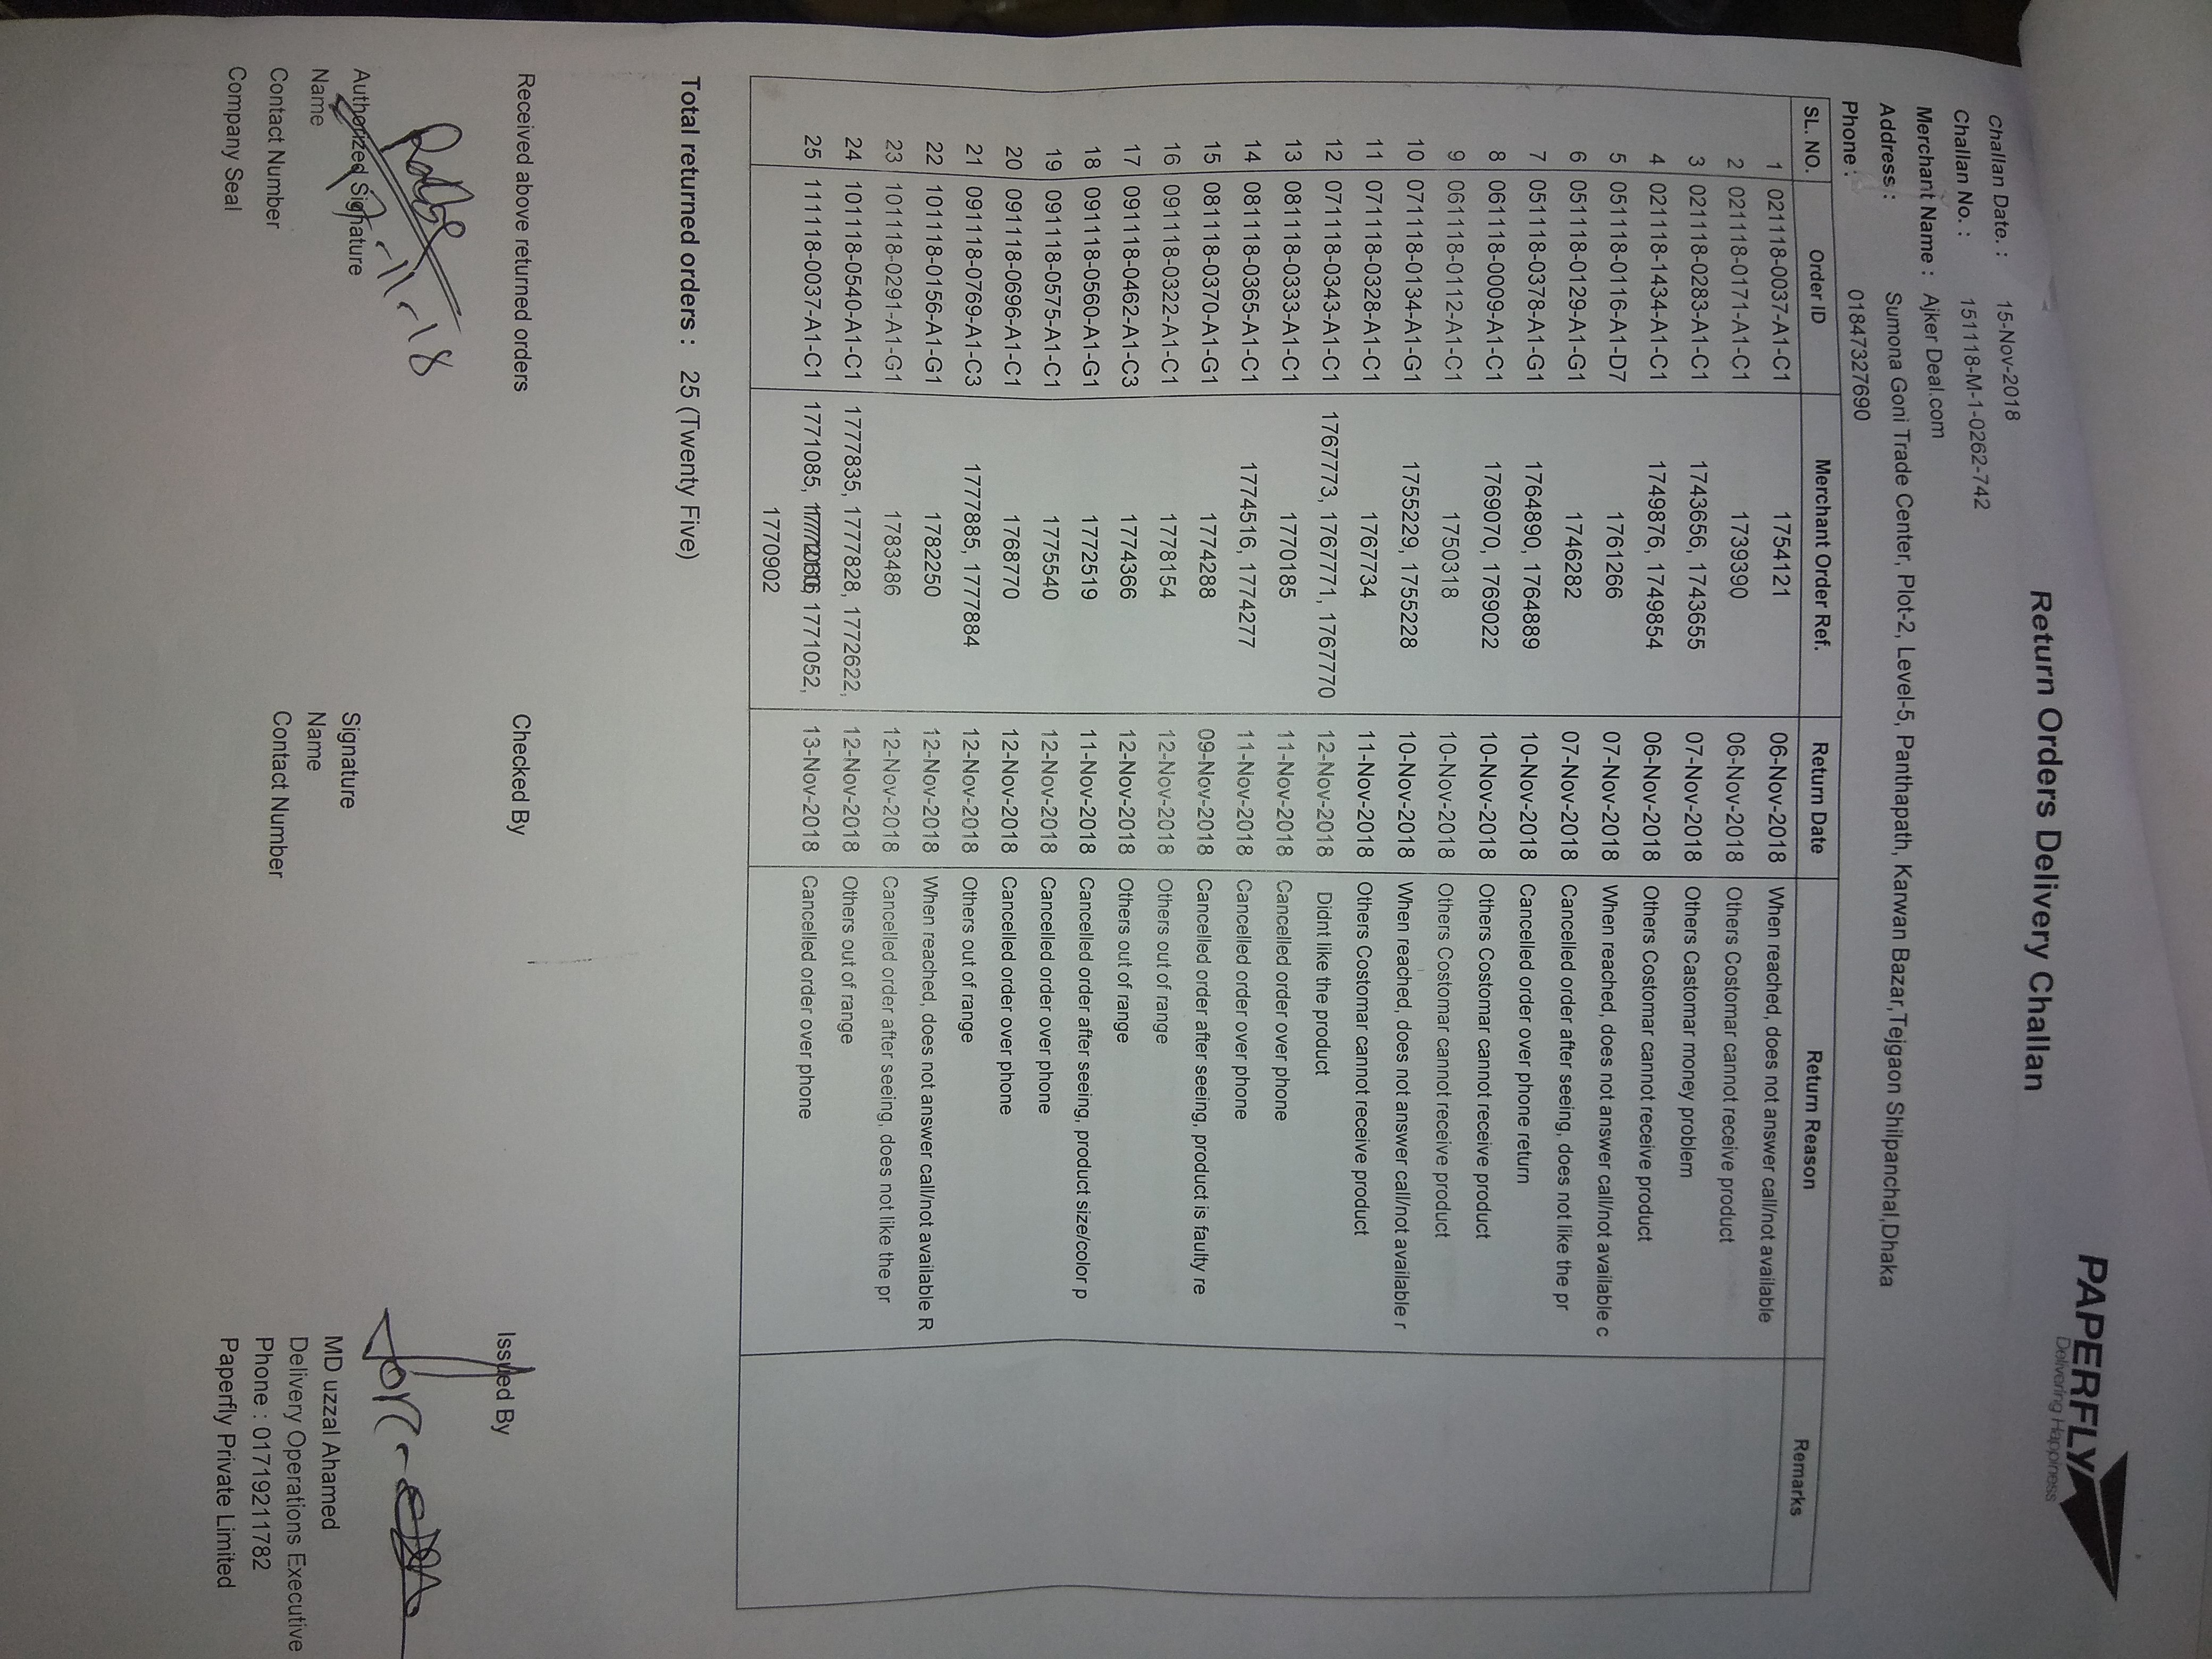 PAPERFLY
Delivering Happiness
Return Orders Delivery Challan
Challan Date. : 15-Nov-2018
Challan No. : 151118-M-1-0262-742
Merchant Name : Ajker Deal.com
Address : Sumona Goni Trade Center, Plot-2, Level-5, Panthapath, Karwan Bazar,Tejgaon Shilpanchal,Dhaka
Phone : 01847327690
SL. NO. Order ID Merchant Order Ref. Return Date Return Reason Remarks
1 021118-0037-A1-C1 1754121 06-Nov-2018 When reached, does not answer call/not available
2 021118-0171-A1-C1 1739390 06-Nov-2018 Others Costomar cannot receive product
3 021118-0283-A1-C1 1743656, 1743655 07-Nov-2018 Others Castomar money problem
4 021118-1434-A1-C1 1749876, 1749854 06-Nov-2018 Others Costomar cannot receive product
5 051118-0116-A1-D7 1761266 07-Nov-2018 When reached, does not answer call/not available c
6 051118-0129-A1-G1 1746282 07-Nov-2018 Cancelled order after seeing, does not like the pr
7 051118-0378-A1-G1 1764890, 1764889 10-Nov-2018 Cancelled order over phone return
8 061118-0009-A1-C1 1769070, 1769022 10-Nov-2018 Others Costomar cannot receive product
9 061118-0112-A1-C1 1750318 10-Nov-2018 Others Costomar cannot receive product
10 071118-0134-A1-G1 1755229, 1755228 10-Nov-2018 When reached, does not answer call/not available r
11 071118-0328-A1-C1 1767734 11-Nov-2018 Others Costomar cannot receive product
12 071118-0343-A1-C1 1767773, 1767771, 1767770 12-Nov-2018 Didnt like the product
13 081118-0333-A1-C1 1770185 11-Nov-2018 Cancelled order over phone
14 081118-0365-A1-C1 1774516, 1774277 11-Nov-2018 Cancelled order over phone
15 081118-0370-A1-G1 1774288 09-Nov-2018 Cancelled order after seeing, product is faulty re
16 091118-0322-A1-C1 1778154 12-Nov-2018 Others out of range
17 091118-0462-A1-C3 1774366 12-Nov-2018 Others out of range
18 091118-0560-A1-G1 1772519 11-Nov-2018 Cancelled order after seeing, product size/color p
19 091118-0575-A1-C1 1775540 12-Nov-2018 Cancelled order over phone
20 091118-0696-A1-C1 1768770 12-Nov-2018 Cancelled order over phone
21 091118-0769-A1-C3 1777885, 1777884 12-Nov-2018 Others out of range
22 101118-0156-A1-G1 1782250 12-Nov-2018 When reached, does not answer call/not available R
23 101118-0291-A1-G1 1783486 12-Nov-2018 Cancelled order after seeing, does not like the pr
24 101118-0540-A1-C1 1777835, 1777828, 1772622, 12-Nov-2018 Others out of range
25 111118-0037-A1-C1 1771085, 1771052, 13-Nov-2018 Cancelled order over phone
1770902
Total returned orders : 25 (Twenty Five)
Received above returned orders Checked By Issued By
17-11-18
Authorized Signature Signature MD uzzal Ahamed
Name Name Delivery Operations Executive
Contact Number Contact Number Phone : 01719211782
Company Seal Paperfly Private Limited